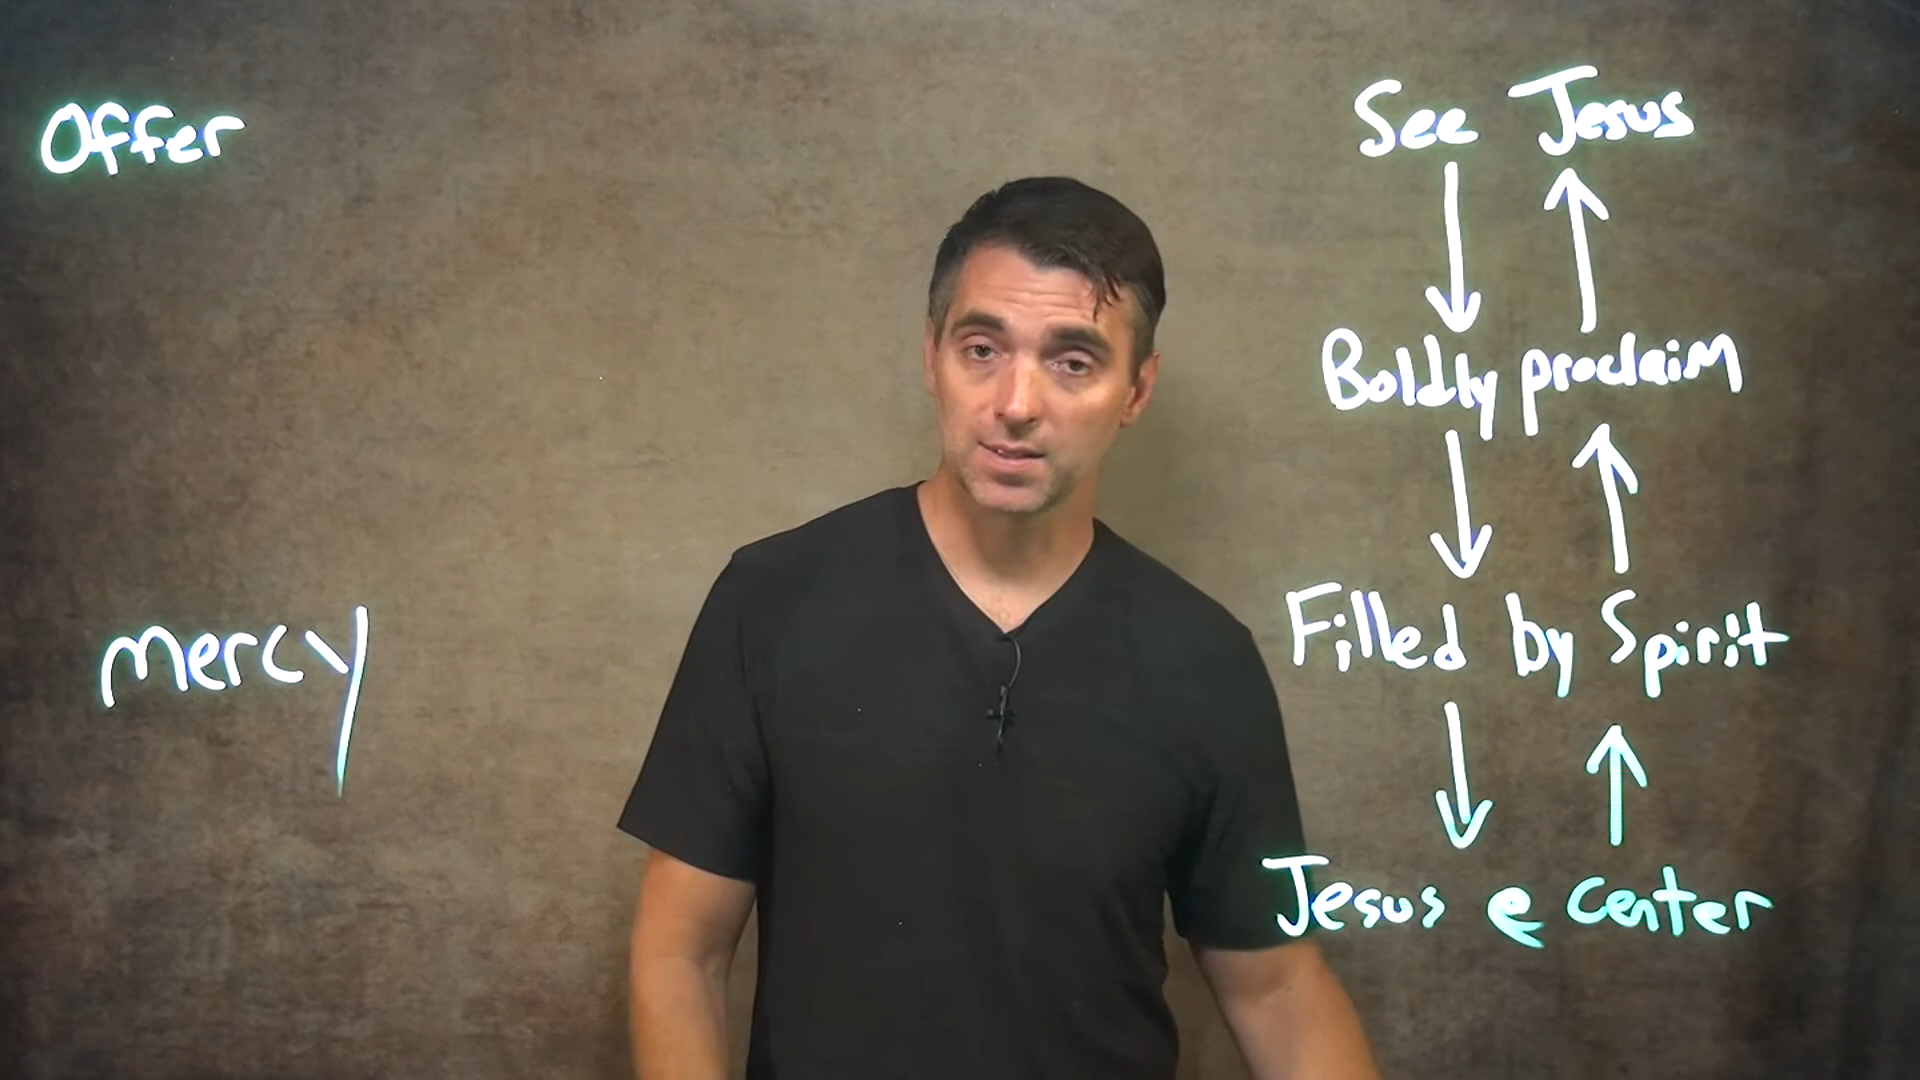 Offer
mercy
See Jesus
Boldly proclaim
Filled by Spirit
Jesus @ center